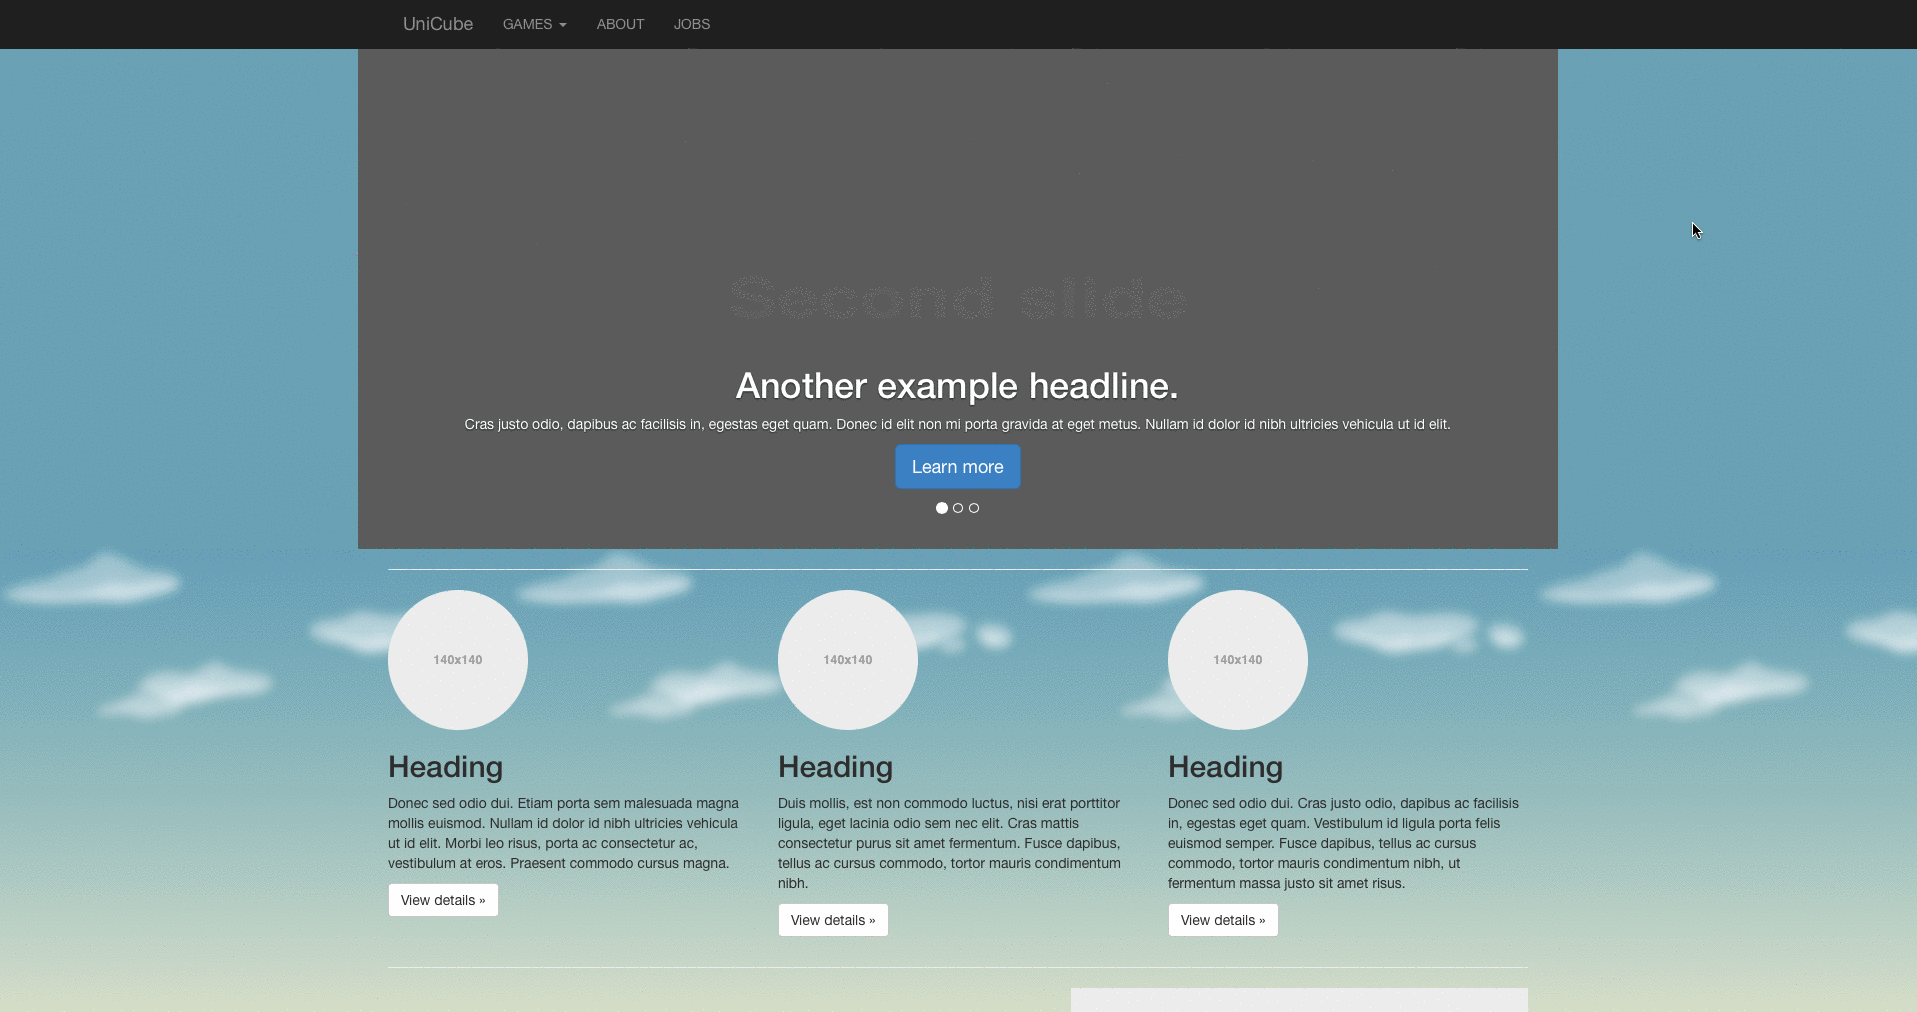 UniCube GAMES ABOUT JOBS
Second slide
Another example headline.
Cras justo odio, dapibus ac facilisis in, egestas eget quam. Donec id elit non mi porta gravida at eget metus. Nullam id dolor id nibh ultricies vehicula ut id elit.
Learn more
140x140
140x140
140x140
Heading
Donec sed odio dui. Etiam porta sem malesuada magna
mollis euismod. Nullam id dolor id nibh ultricies vehicula
ut id elit. Morbi leo risus, porta ac consectetur ac,
vestibulum at eros. Praesent commodo cursus magna.
View details »
Heading
Duis mollis, est non commodo luctus, nisi erat porttitor
ligula, eget lacinia odio sem nec elit. Cras mattis
consectetur purus sit amet fermentum. Fusce dapibus,
tellus ac cursus commodo, tortor mauris condimentum
nibh.
View details »
Heading
Donec sed odio dui. Cras justo odio, dapibus ac facilisis
in, egestas eget quam. Vestibulum id ligula porta felis
euismod semper. Fusce dapibus, tellus ac cursus
commodo, tortor mauris condimentum nibh, ut
fermentum massa justo sit amet risus.
View details »